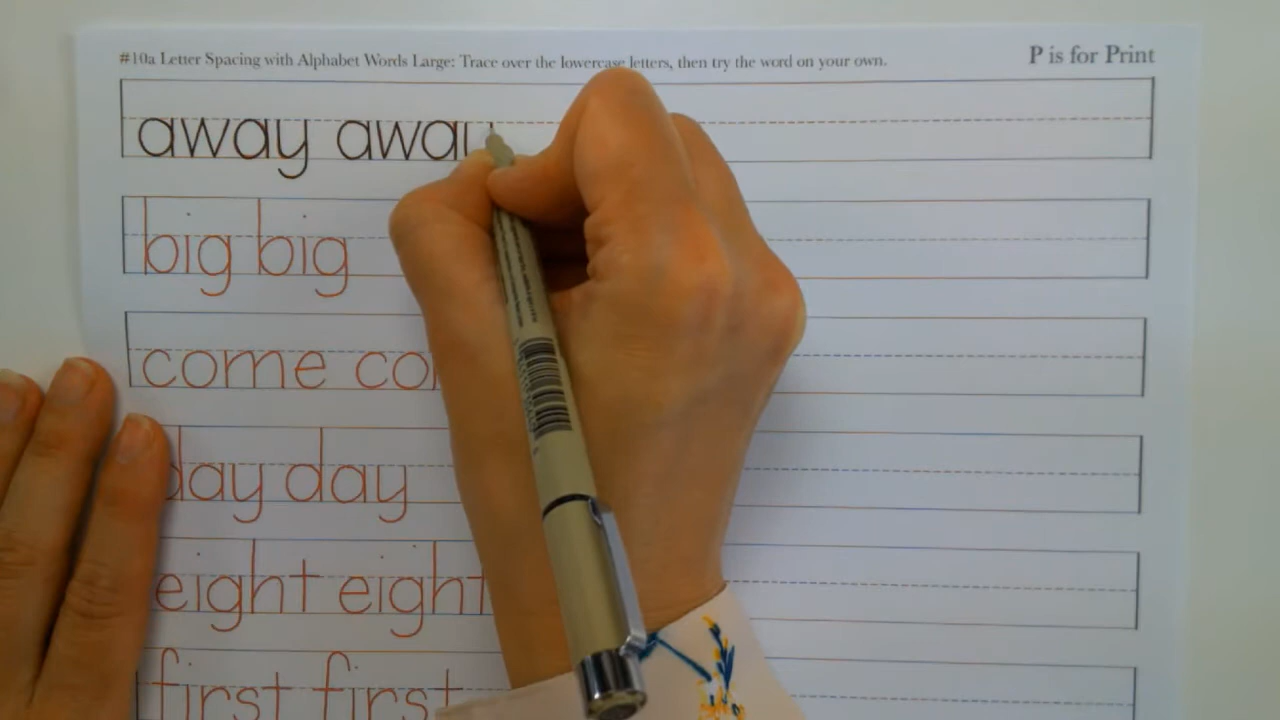 #10a Letter Spacing with Alphabet Words Large: Trace over the lowercase letters, then try the word on your own.
P is for Print
away
big big
come
day day
eight eight
first first